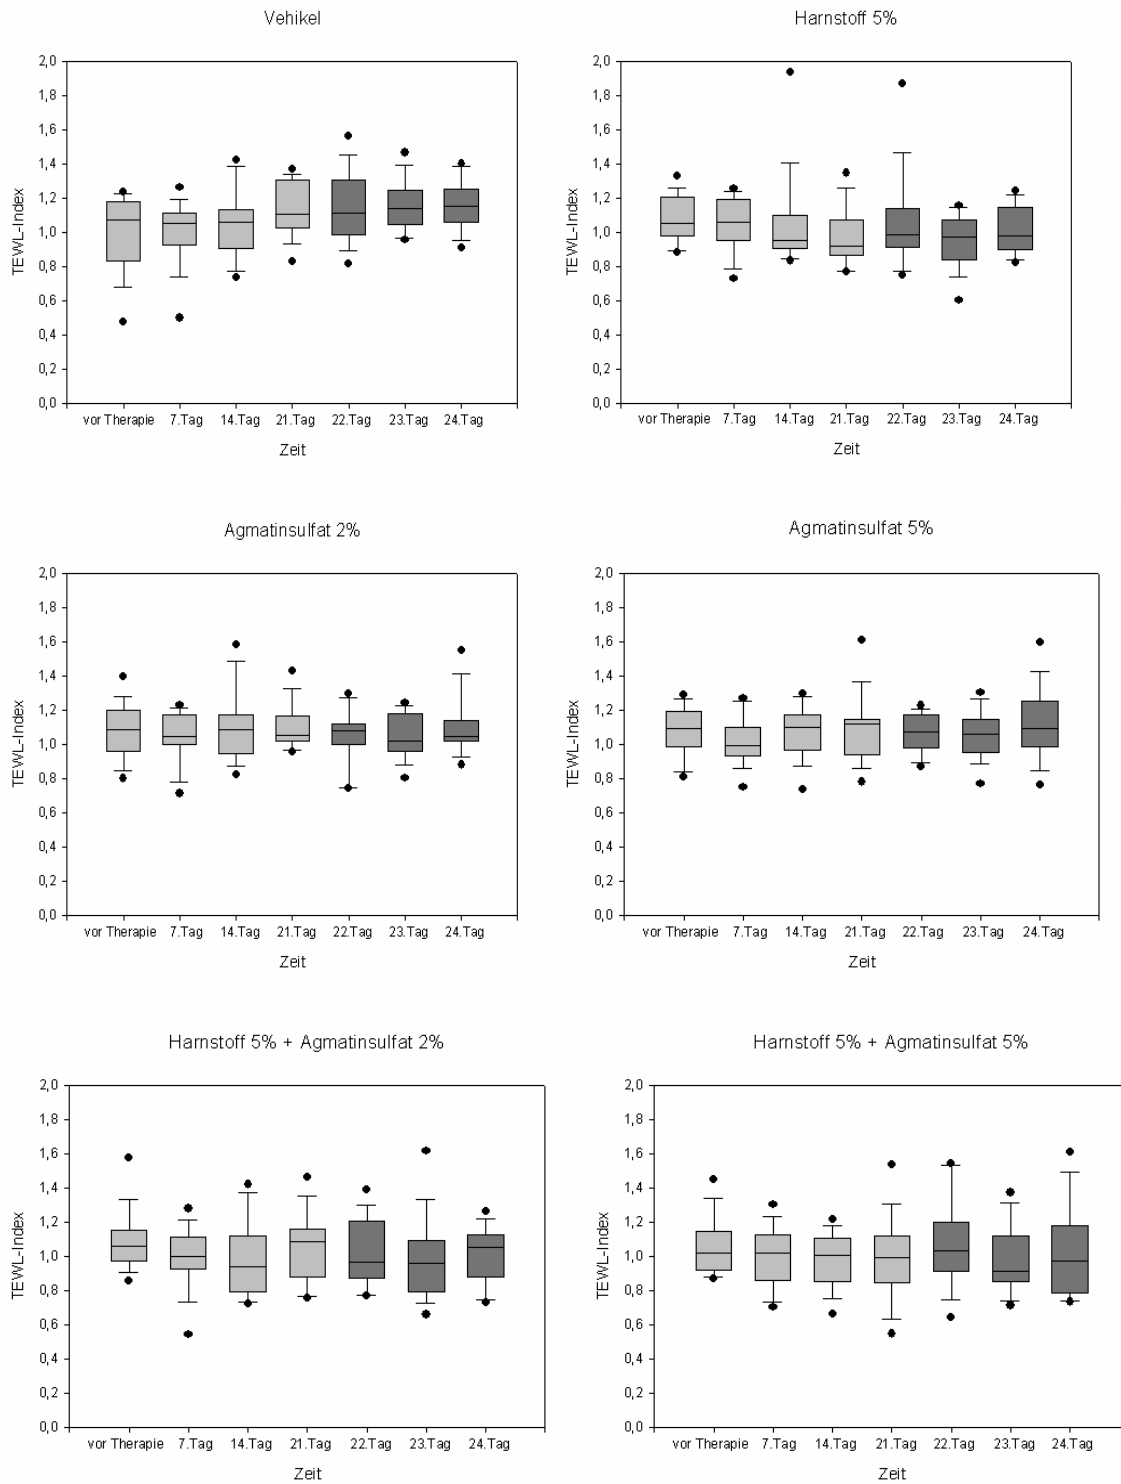 Vehikel
2,0
1,8
1,6
1,4
1,2
1,0
0,8
0,6
0,4
0,2
0,0
TEWL-Index
vor Therapie 7.Tag 14.Tag 21.Tag 22.Tag 23.Tag 24.Tag
Zeit
Harnstoff 5%
2,0
1,8
1,6
1,4
1,2
1,0
0,8
0,6
0,4
0,2
0,0
TEWL-Index
vor Therapie 7.Tag 14.Tag 21.Tag 22.Tag 23.Tag 24.Tag
Zeit
Agmatinsulfat 2%
2,0
1,8
1,6
1,4
1,2
1,0
0,8
0,6
0,4
0,2
0,0
TEWL-Index
vor Therapie 7.Tag 14.Tag 21.Tag 22.Tag 23.Tag 24.Tag
Zeit
Agmatinsulfat 5%
2,0
1,8
1,6
1,4
1,2
1,0
0,8
0,6
0,4
0,2
0,0
TEWL-Index
vor Therapie 7.Tag 14.Tag 21.Tag 22.Tag 23.Tag 24.Tag
Zeit
Harnstoff 5% + Agmatinsulfat 2%
2,0
1,8
1,6
1,4
1,2
1,0
0,8
0,6
0,4
0,2
0,0
TEWL-Index
vor Therapie 7.Tag 14.Tag 21.Tag 22.Tag 23.Tag 24.Tag
Zeit
Harnstoff 5% + Agmatinsulfat 5%
2,0
1,8
1,6
1,4
1,2
1,0
0,8
0,6
0,4
0,2
0,0
TEWL-Index
vor Therapie 7.Tag 14.Tag 21.Tag 22.Tag 23.Tag 24.Tag
Zeit